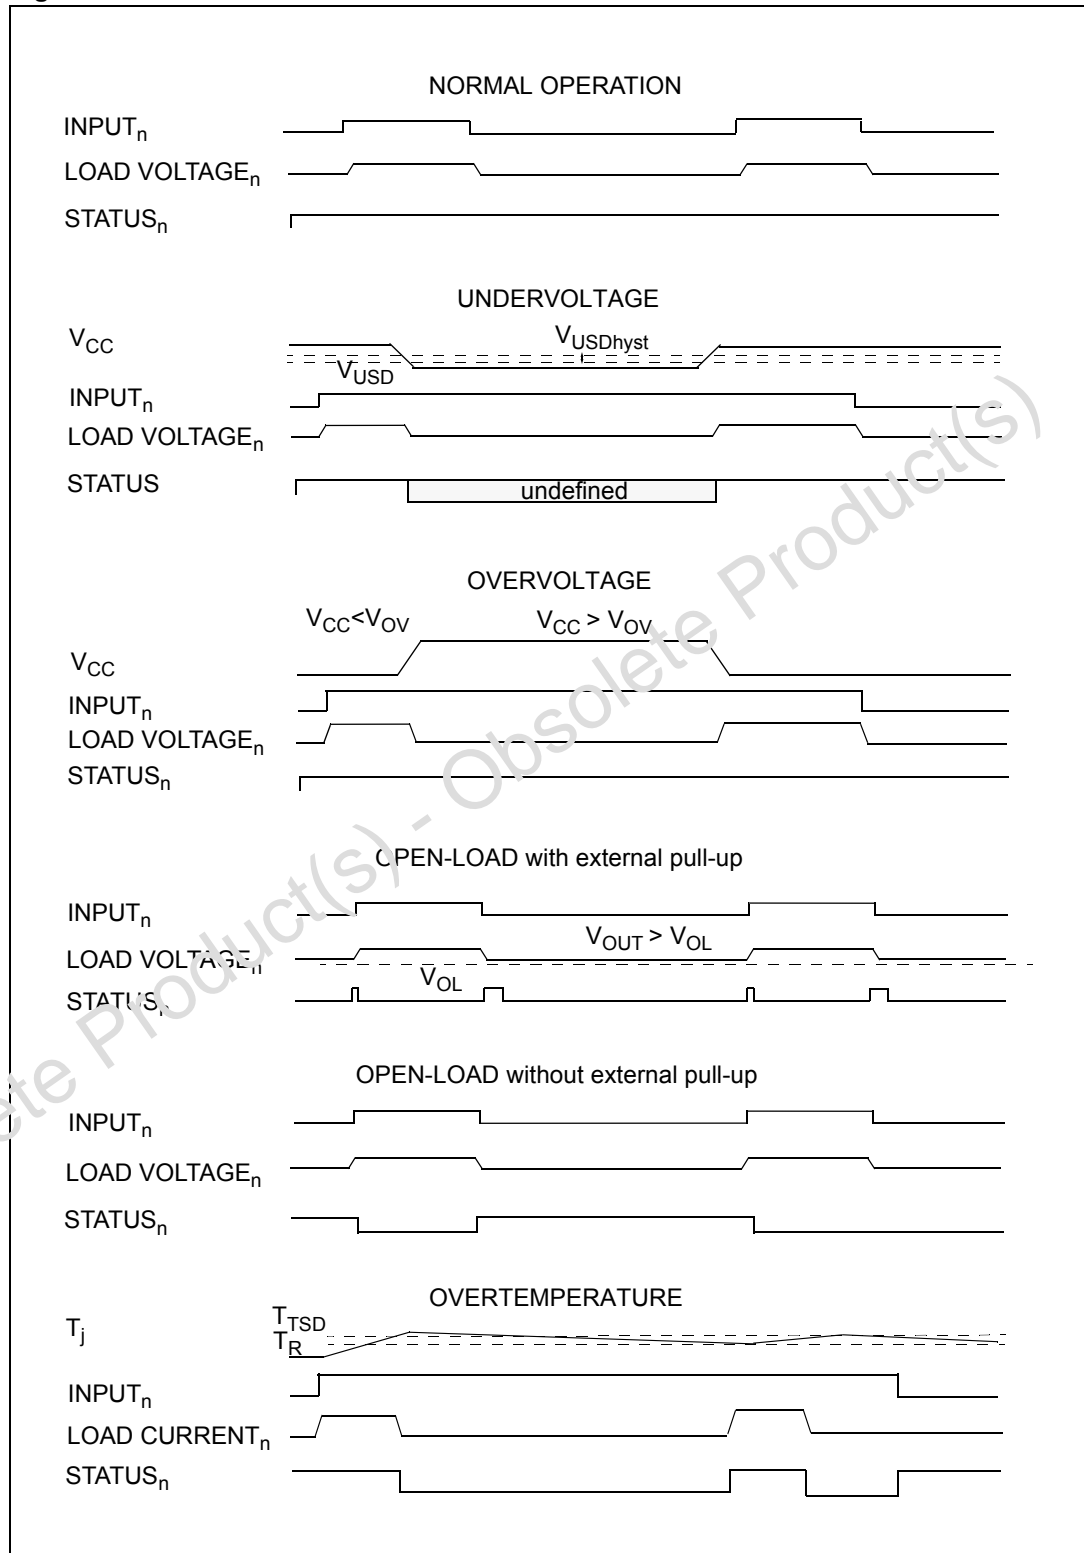 NORMAL OPERATION
INPUTn
LOAD VOLTAGEn
STATUSn
UNDERVOLTAGE
VCC
VUSDhyst
VUSD
INPUTn
LOAD VOLTAGEn
STATUS
undefined
OVERVOLTAGE
VCC<VOV
VCC > VOV
VCC
INPUTn
LOAD VOLTAGEn
STATUSn
OPEN-LOAD with external pull-up
INPUTn
VOUT > VOL
LOAD VOLTAGEn
VOL
STATUSn
OPEN-LOAD without external pull-up
INPUTn
LOAD VOLTAGEn
STATUSn
OVERTEMPERATURE
Tj
TTSD
TR
INPUTn
LOAD CURRENTn
STATUSn
ete Product(s) - Obsolete Product(s)